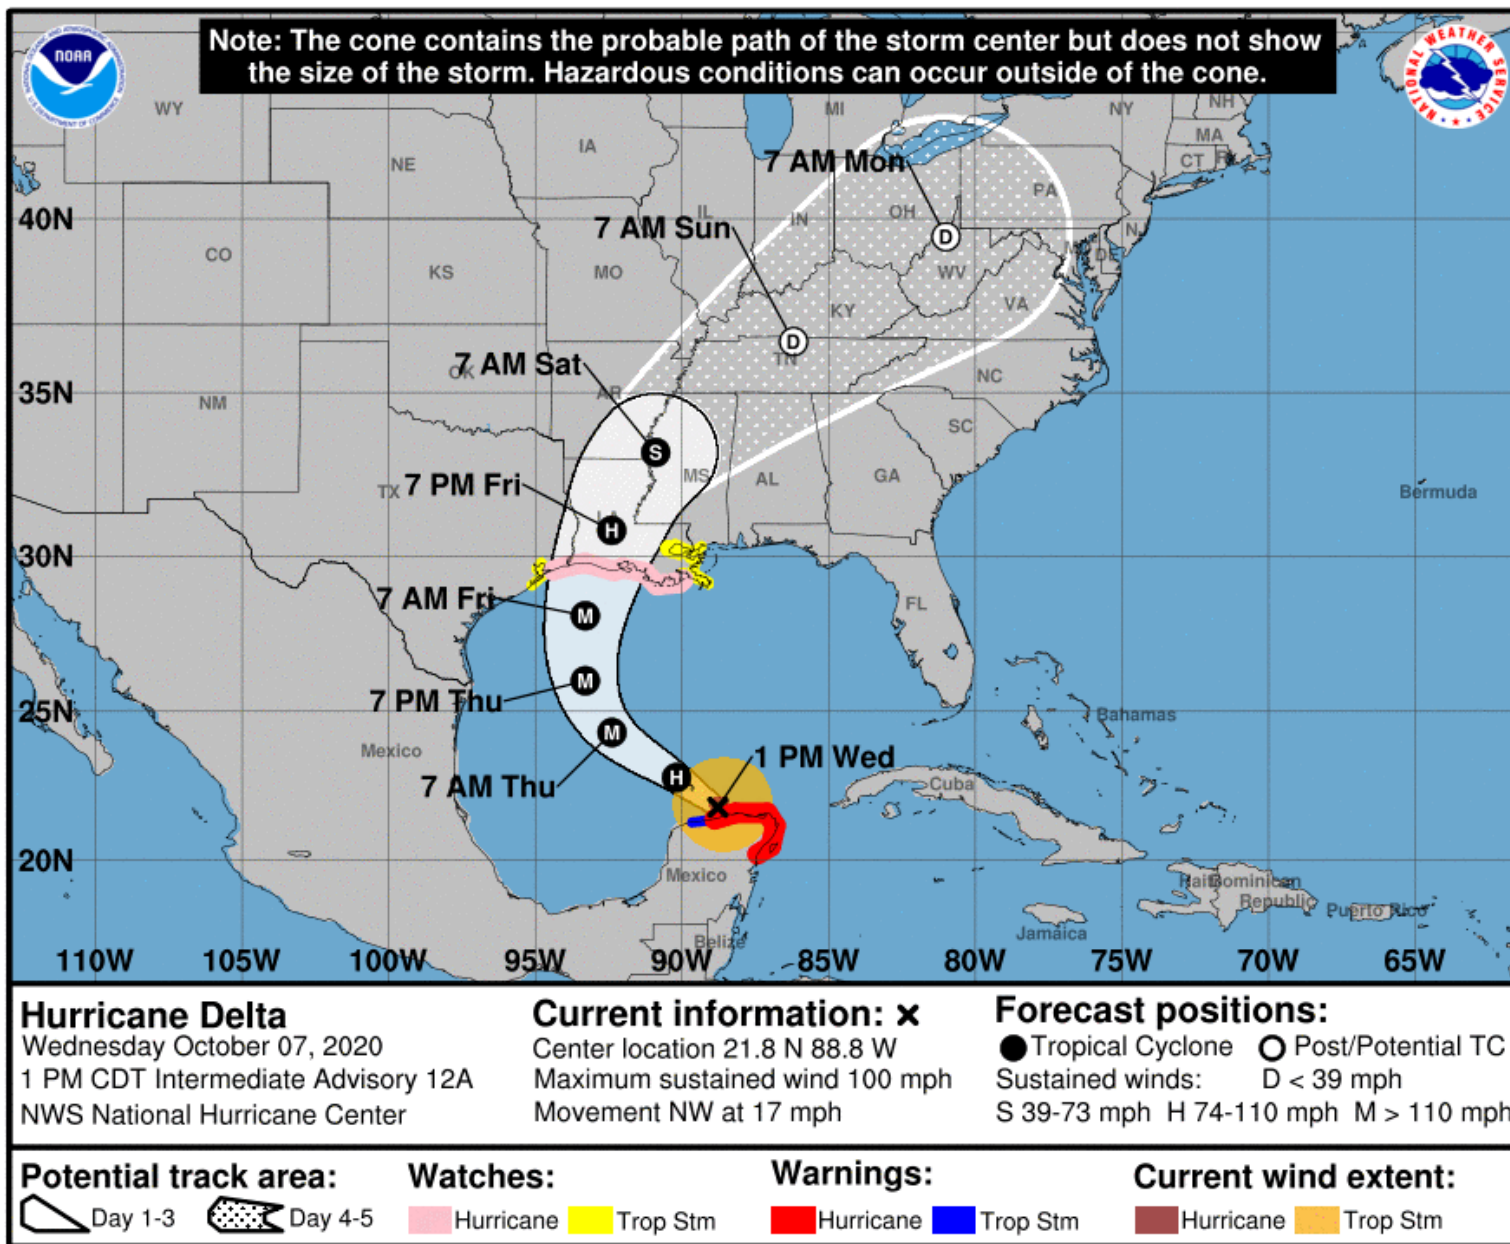 Note: The cone contains the probable path of the storm center but does not show
the size of the storm. Hazardous conditions can occur outside of the cone.
NOAA
NATIONAL WEATHER SERVICE
WY
NE
IA
MI
NY
NH
MA
CT
PA
NJ
DE
CO
KS
MO
IL
IN
OH
WV
VA
KY
OK
AR
TN
NC
SC
NM
TX
LA
MS
AL
GA
FL
40N
35N
30N
25N
20N
7 AM Mon
D
7 AM Sun
D
7 AM Sat
S
7 PM Fri
H
7 AM Fri
M
7 PM Thu
M
7 AM Thu
M
H
1 PM Wed
Bermuda
Bahamas
Mexico
Cuba
Mexico
Haiti
Dominican
Republic
Puerto Rico
Jamaica
Belize
110W 105W 100W 95W 90W 85W 80W 75W 70W 65W
Hurricane Delta
Wednesday October 07, 2020
1 PM CDT Intermediate Advisory 12A
NWS National Hurricane Center
Current information: x
Center location 21.8 N 88.8 W
Maximum sustained wind 100 mph
Movement NW at 17 mph
Forecast positions:
Tropical Cyclone Post/Potential TC
Sustained winds: D < 39 mph
S 39-73 mph H 74-110 mph M > 110 mph
Potential track area:
Day 1-3 Day 4-5
Watches:
Hurricane Trop Stm
Warnings:
Hurricane Trop Stm
Current wind extent:
Hurricane Trop Stm